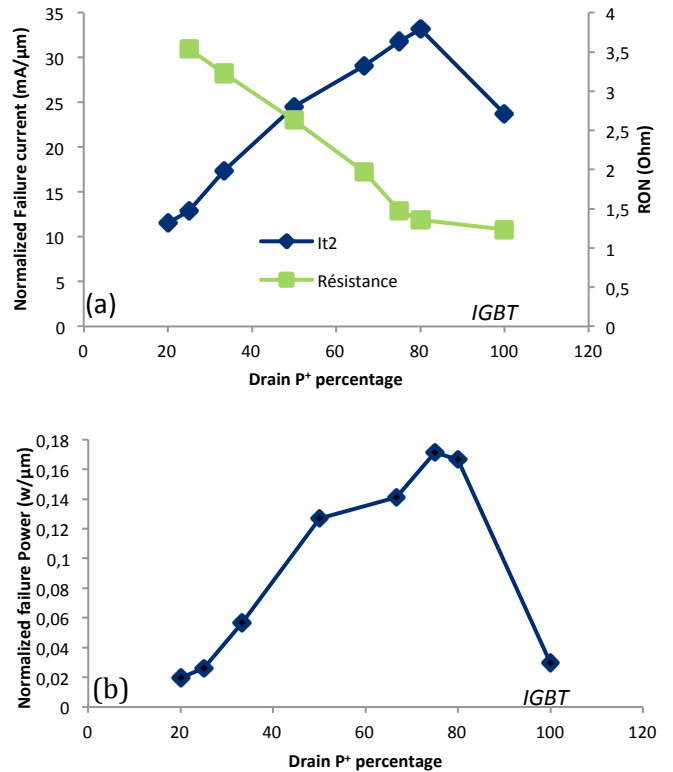 35
30
25
20
15
10
5
0
Normalized Failure current (mA/µm)
4
3,5
3
2,5
2
1,5
1
0,5
0
RON (Ohm)
It2
Résistance
(a)
IGBT
0 20 40 60 80 100 120
Drain P+ percentage
0,18
0,16
0,14
0,12
0,1
0,08
0,06
0,04
0,02
0
Normalized failure Power (w/µm)
(b)
IGBT
0 20 40 60 80 100 120
Drain P+ percentage